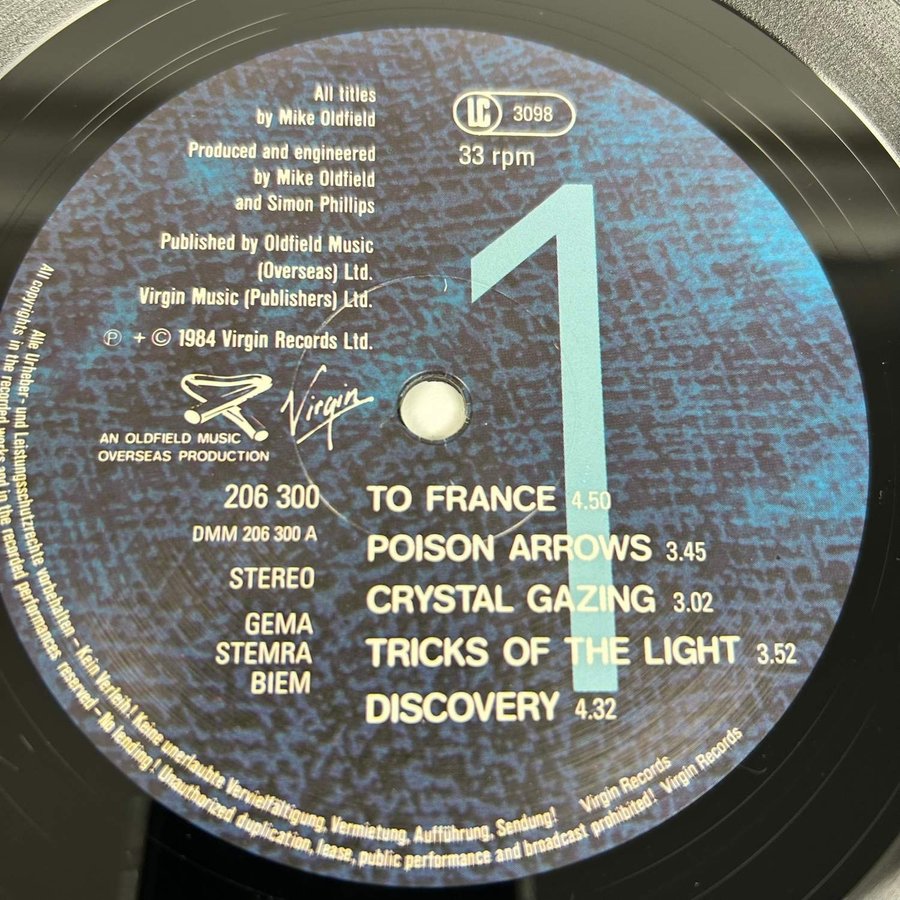 All titles
by Mike Oldfield
Produced and engineered
by Mike Oldfield
and Simon Phillips
Published by Oldfield Music
(Overseas) Ltd.
Virgin Music (Publishers) Ltd.
℗ + © 1984 Virgin Records Ltd.
LC 3098
33 rpm
1
Virgin
AN OLDFIELD MUSIC
OVERSEAS PRODUCTION
206 300
DMM 206 300 A
STEREO
GEMA
STEMRA
BIEM
TO FRANCE 4.50
POISON ARROWS 3.45
CRYSTAL GAZING 3.02
TRICKS OF THE LIGHT 3.52
DISCOVERY 4.32
Alle Urheber- und Leistungsschutzrechte vorbehalten – Kein Verleih! Keine unerlaubte Vervielfältigung, Vermietung, Aufführung, Sendung! Virgin Records
All copyrights in the recorded works and in the recorded performances reserved – No lending! Unauthorized duplication, lease, public performance and broadcast prohibited! Virgin Records